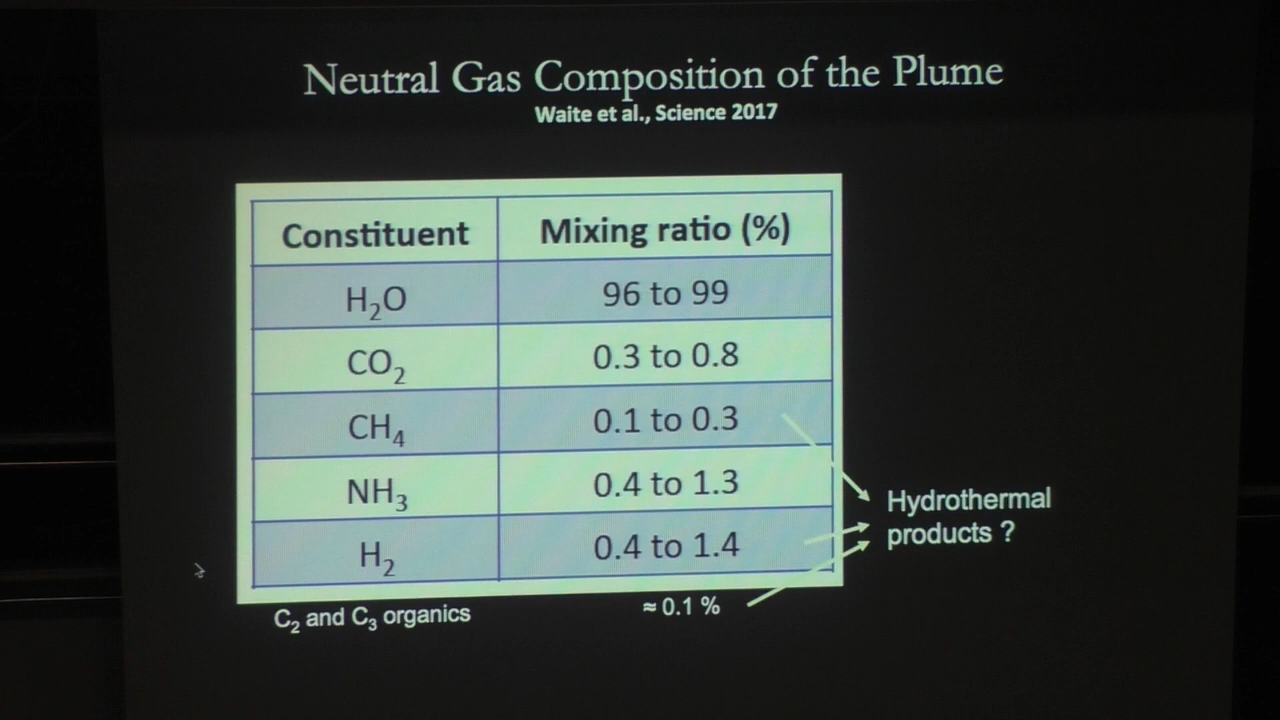 Neutral Gas Composition of the Plume
Waite et al., Science 2017
Constituent Mixing ratio (%)
H₂O 96 to 99
CO₂ 0.3 to 0.8
CH₄ 0.1 to 0.3
NH₃ 0.4 to 1.3
H₂ 0.4 to 1.4
Hydrothermal
products ?
C₂ and C₃ organics ≈ 0.1 %